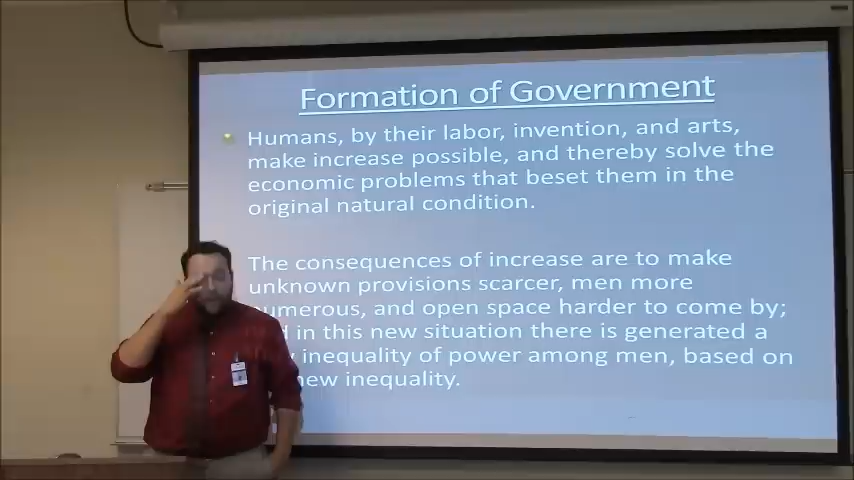 Formation of Government
Humans, by their labor, invention, and arts,
make increase possible, and thereby solve the
economic problems that beset them in the
original natural condition.
The consequences of increase are to make
unknown provisions scarcer, men more
numerous, and open space harder to come by;
in this new situation there is generated a
inequality of power among men, based on
new inequality.